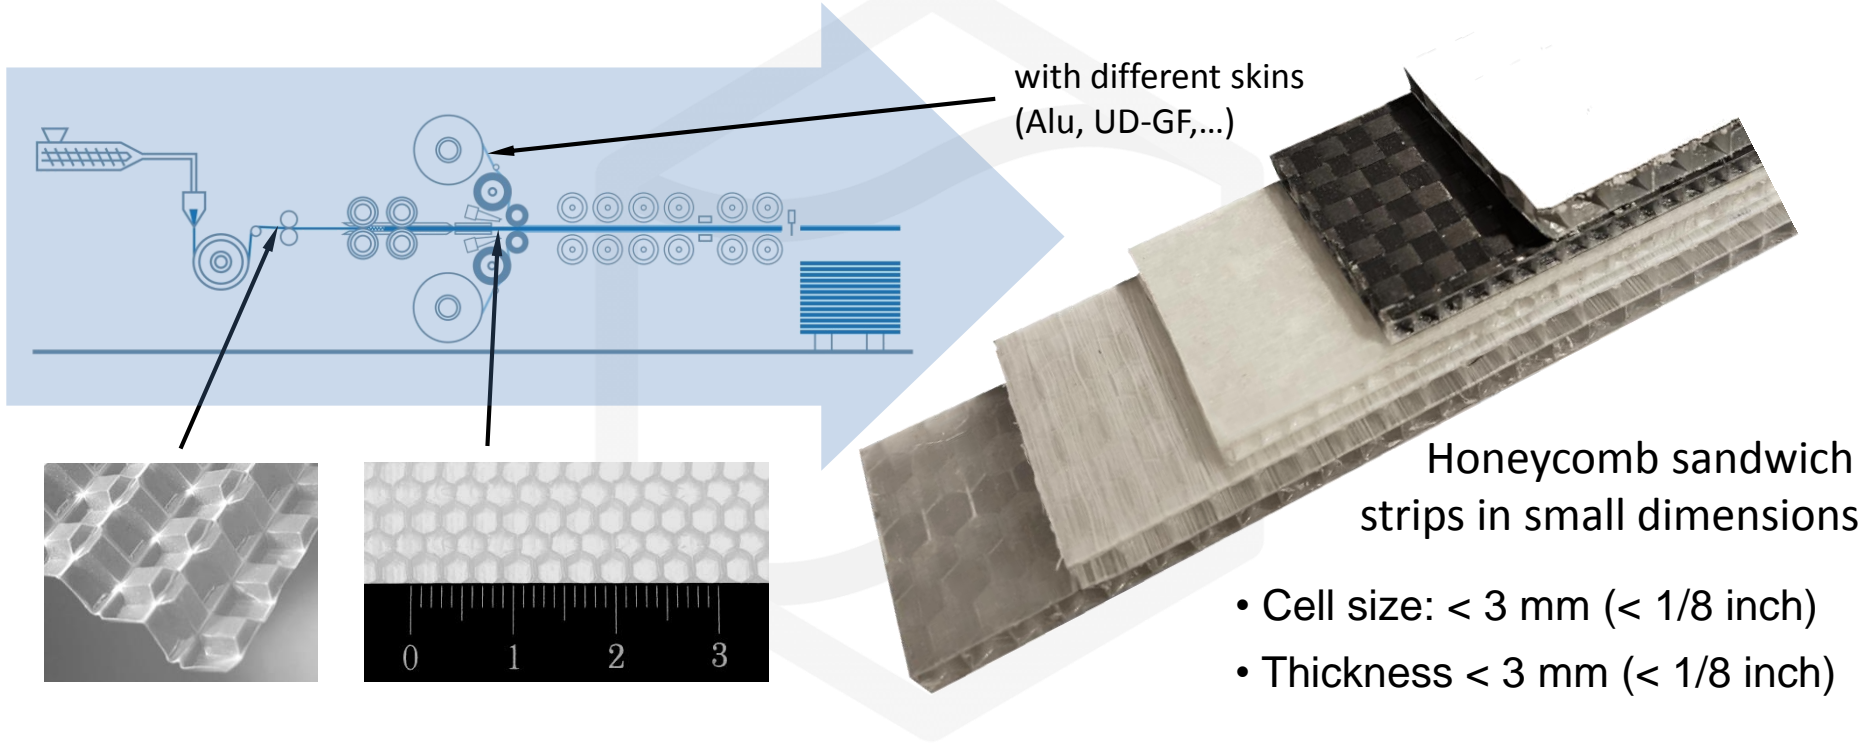 with different skins
(Alu, UD-GF,...)
0 1 2 3
Honeycomb sandwich
strips in small dimensions
• Cell size: < 3 mm (< 1/8 inch)
• Thickness < 3 mm (< 1/8 inch)